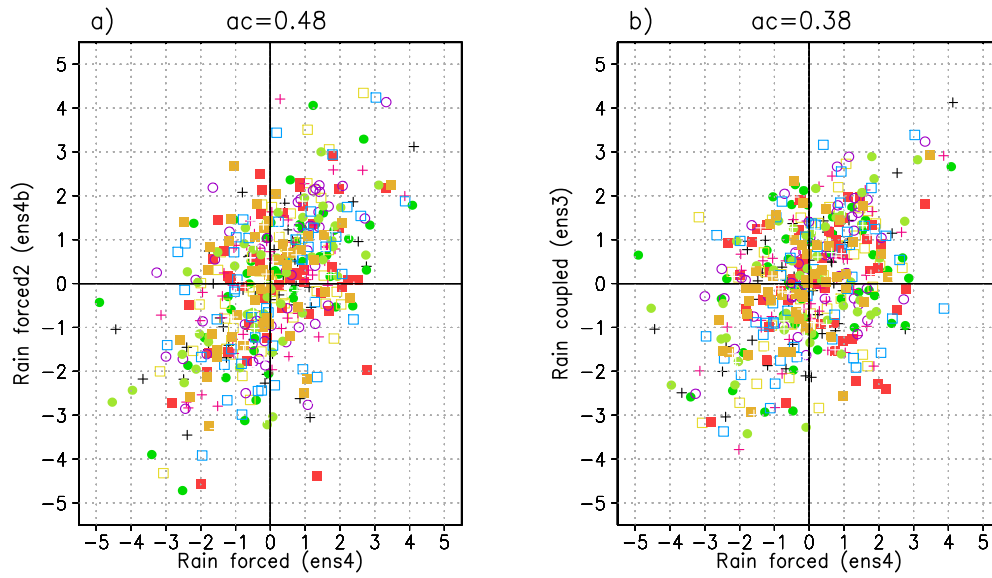 a) ac=0.48
5
4
3
2
1
0
−1
−2
−3
−4
−5
Rain forced2 (ens4b)
−5 −4 −3 −2 −1 0 1 2 3 4 5
Rain forced (ens4)
b) ac=0.38
5
4
3
2
1
0
−1
−2
−3
−4
−5
Rain coupled (ens3)
−5 −4 −3 −2 −1 0 1 2 3 4 5
Rain forced (ens4)